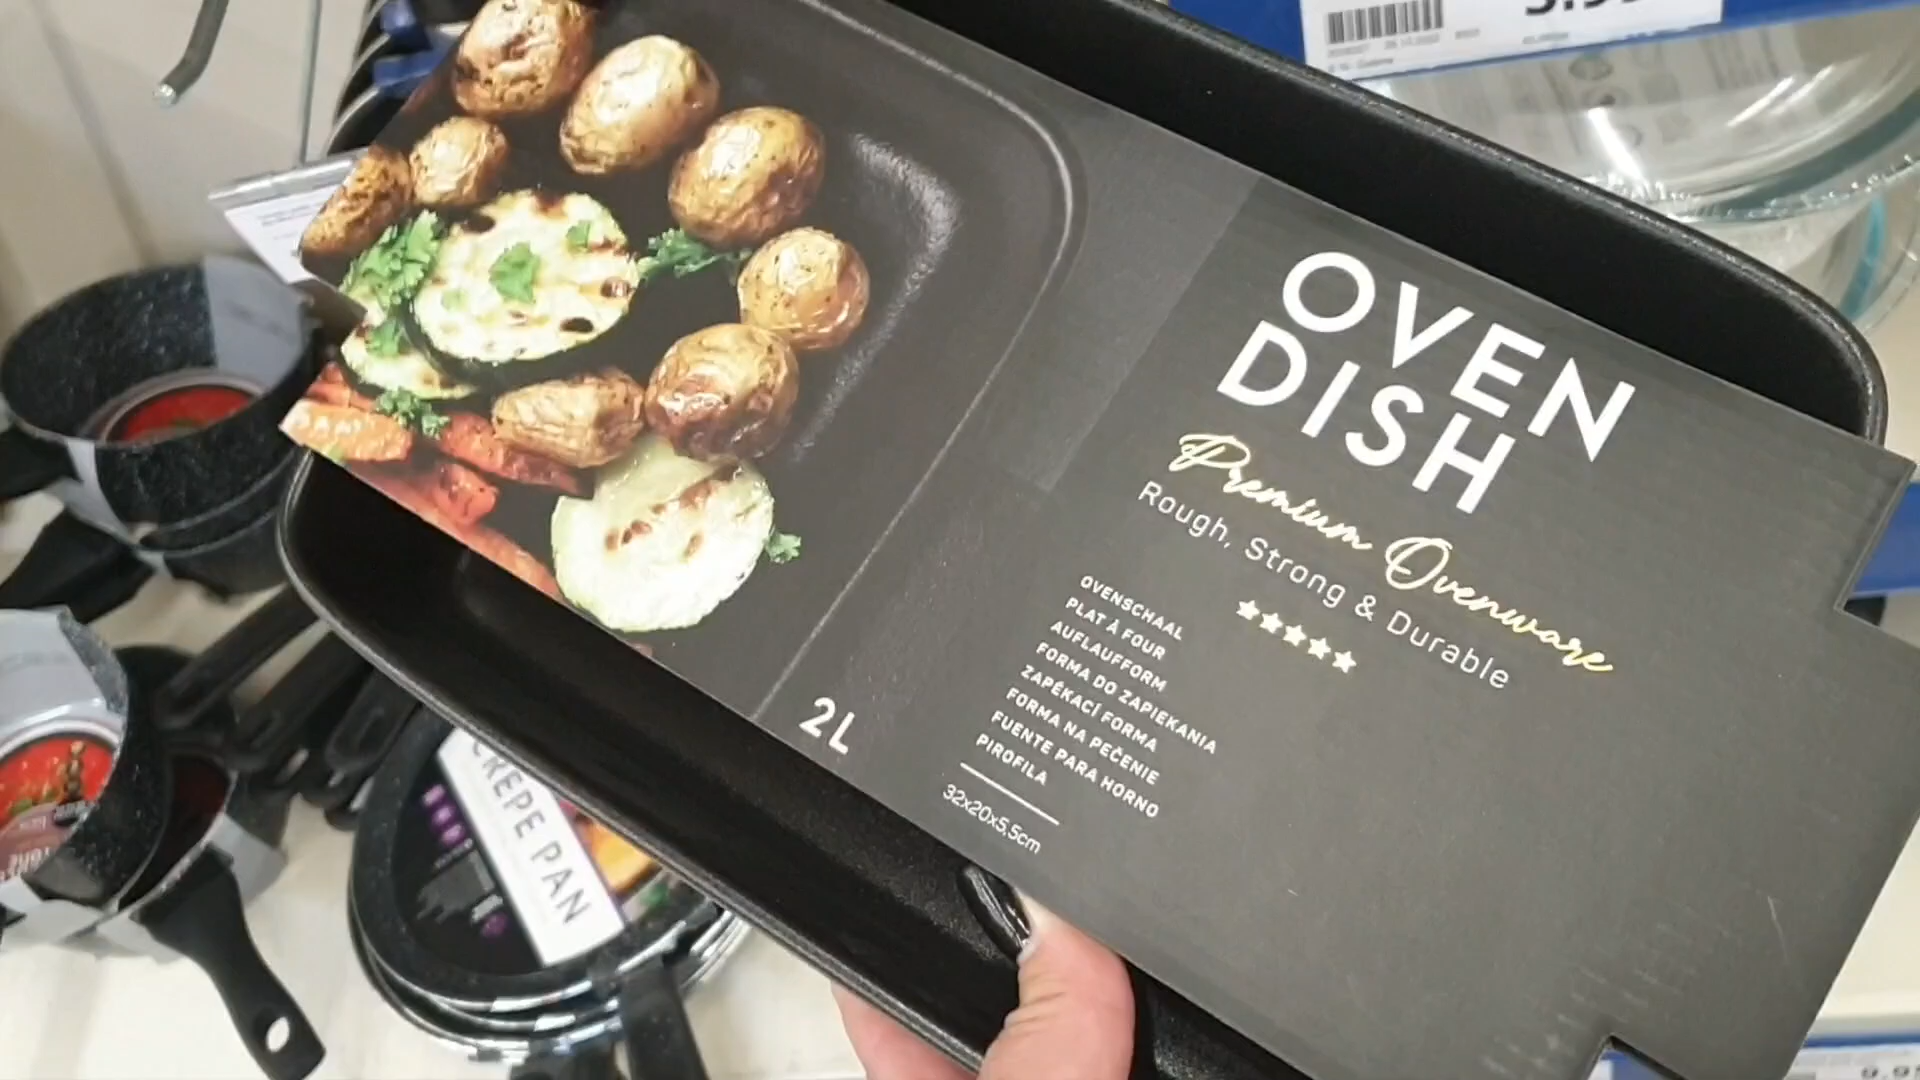 OVEN
DISH
Premium Ovenware
Rough, Strong & Durable
OVENSCHAAL
PLAT À FOUR
AUFLAUFFORM
FORMA DO ZAPIEKANIA
ZAPÉKACÍ FORMA
FORMA NA PEČENIE
FUENTE PARA HORNO
PIROFILA
32x20x5,5cm
2L
CREPE PAN